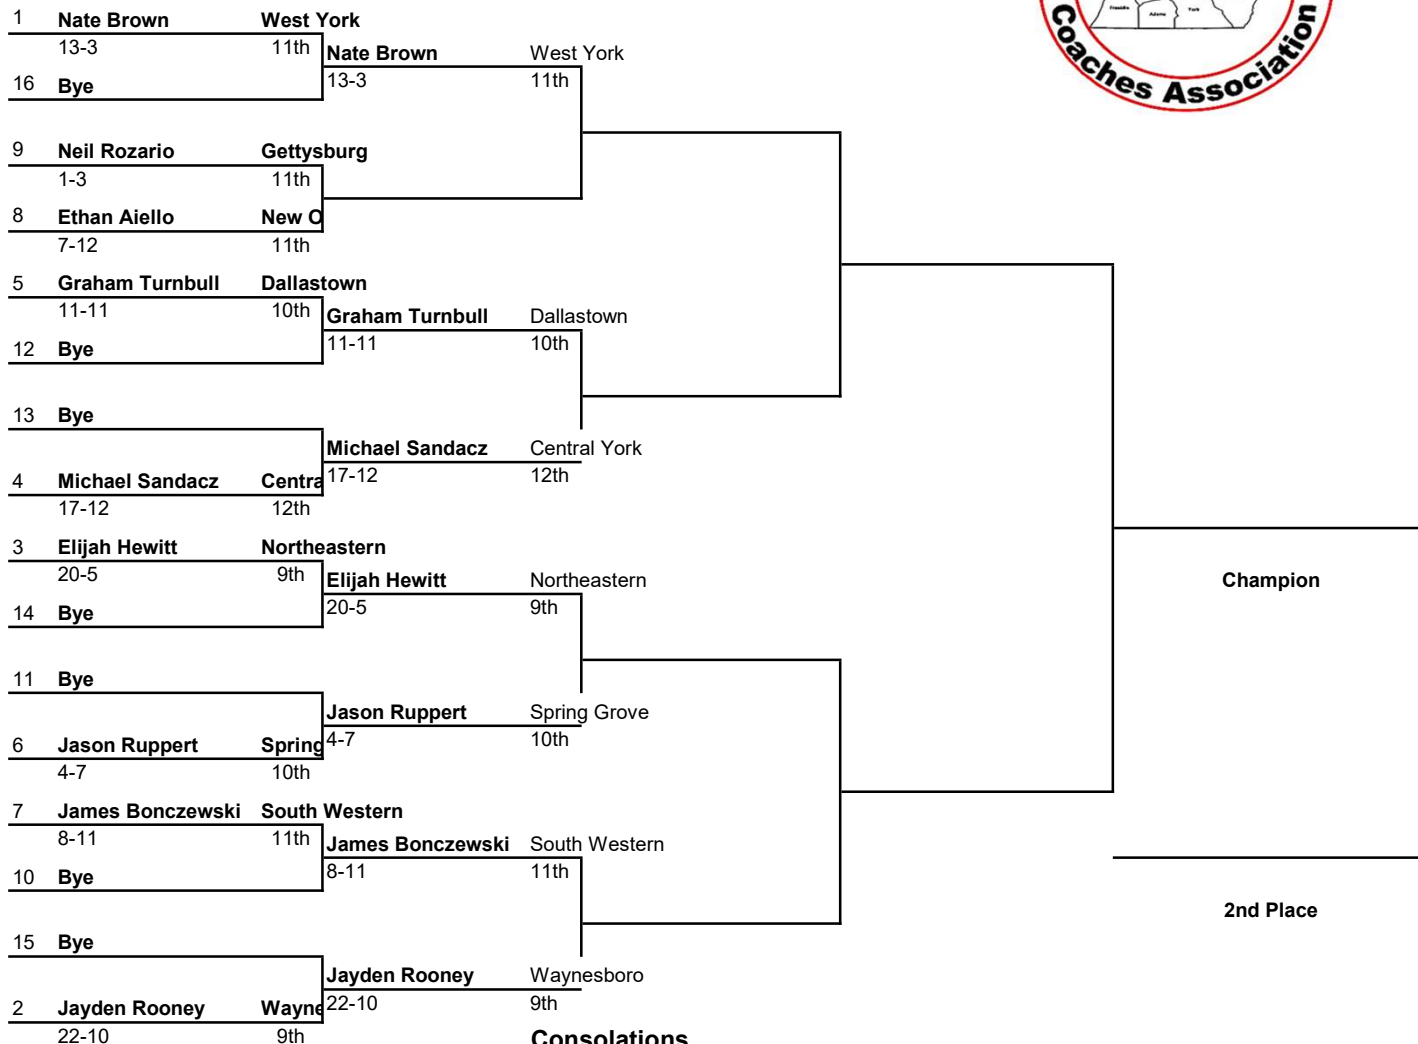 1 Nate Brown West York
13-3 11th
Nate Brown West York
13-3 11th
16 Bye
9 Neil Rozario Gettysburg
1-3 11th
8 Ethan Aiello New O
7-12 11th
5 Graham Turnbull Dallastown
11-11 10th
Graham Turnbull Dallastown
11-11 10th
12 Bye
13 Bye
Michael Sandacz Central York
17-12 12th
4 Michael Sandacz Centra
17-12 12th
3 Elijah Hewitt Northeastern
20-5 9th
Elijah Hewitt Northeastern
20-5 9th
14 Bye
11 Bye
Jason Ruppert Spring Grove
4-7 10th
6 Jason Ruppert Spring
4-7 10th
7 James Bonczewski South Western
8-11 11th
James Bonczewski South Western
8-11 11th
10 Bye
15 Bye
Jayden Rooney Waynesboro
22-10 9th
2 Jayden Rooney Wayne
22-10 9th
Consolations
Franklin Adams York
Coaches Association
Champion
2nd Place